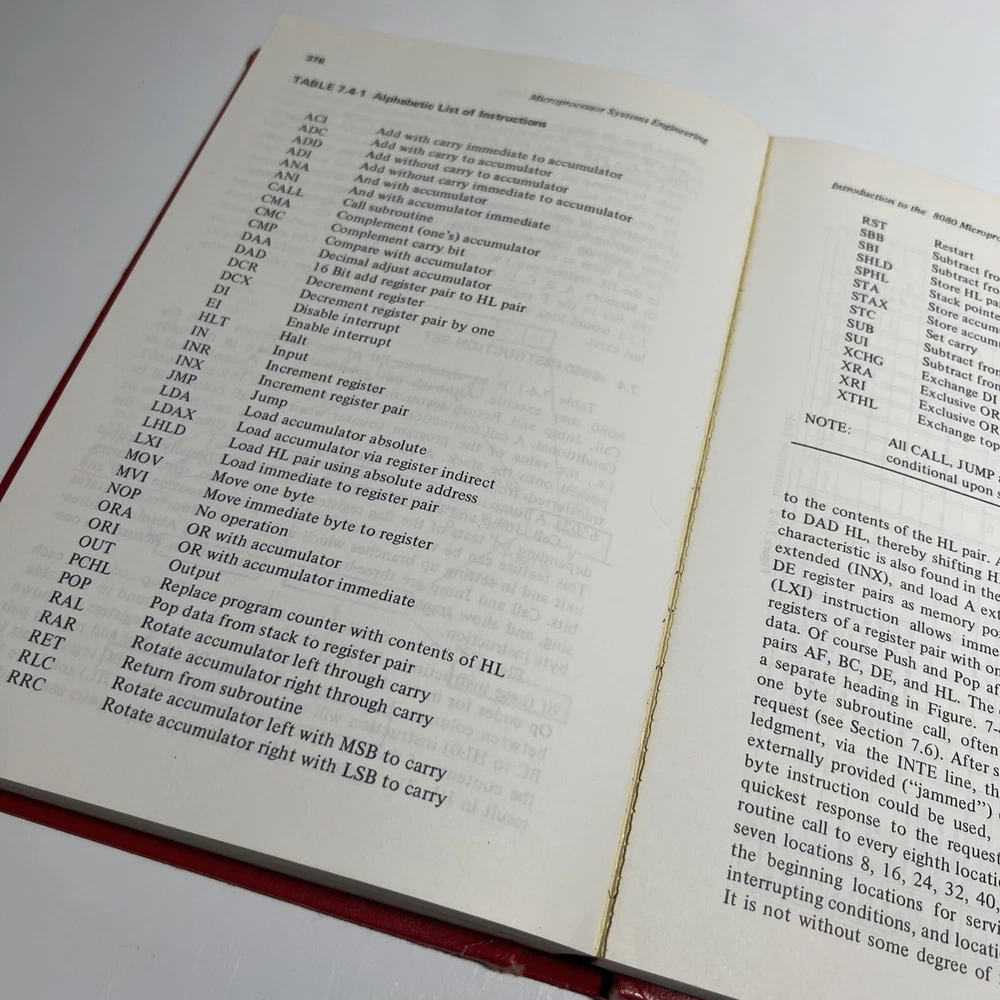 276
Microprocessor Systems Engineering
TABLE 7.4-1 Alphabetic List of Instructions
ACI Add with carry immediate to accumulator
ADC Add with carry to accumulator
ADD Add without carry to accumulator
ADI Add without carry immediate to accumulator
ANA And with accumulator
ANI And with accumulator immediate
CALL Call subroutine
CMA Complement (one's) accumulator
CMC Complement carry bit
CMP Compare with accumulator
DAA Decimal adjust accumulator
DAD 16 Bit add register pair to HL pair
DCR Decrement register
DCX Decrement register pair by one
DI Disable interrupt
EI Enable interrupt
HLT Halt
IN Input
INR Increment register
INX Increment register pair
JMP Jump
LDA Load accumulator absolute
LDAX Load accumulator via register indirect
LHLD Load HL pair using absolute address
LXI Load immediate to register pair
MOV Move one byte
MVI Move immediate byte to register
NOP No operation
ORA OR with accumulator
ORI OR with accumulator immediate
OUT Output
PCHL Replace program counter with contents of HL
POP Pop data from stack to register pair
RAL Rotate accumulator left through carry
RAR Rotate accumulator right through carry
RET Return from subroutine
RLC Rotate accumulator left with MSB to carry
RRC Rotate accumulator right with LSB to carry
Introduction to the 8080 Micropro
RST Restart
SBB Subtract fro
SBI Subtract from
SHLD Store HL pa
SPHL Stack pointe
STA Store accum
STAX Store accumu
STC Set carry
SUB Subtract from
SUI Subtract from
XCHG Exchange DI
XRA Exclusive OR
XRI Exclusive OR
XTHL Exchange top
NOTE: All CALL, JUMP a
conditional upon s
to the contents of the HL pair. A
to DAD HL, thereby shifting H
characteristic is also found in the
extended (INX), and load A ex
DE register pairs as memory po
(LXI) instruction allows imme
registers of a register pair with on
data. Of course Push and Pop af
pairs AF, BC, DE, and HL. The
a separate heading in Figure. 7-
one byte subroutine call, often
request (see Section 7.6). After s
ledgment, via the INTE line, th
externally provided ("jammed")
byte instruction could be used,
quickest response to the request
routine call to every eighth locatio
seven locations 8, 16, 24, 32, 40,
the beginning locations for servi
interrupting conditions, and locati
It is not without some degree of